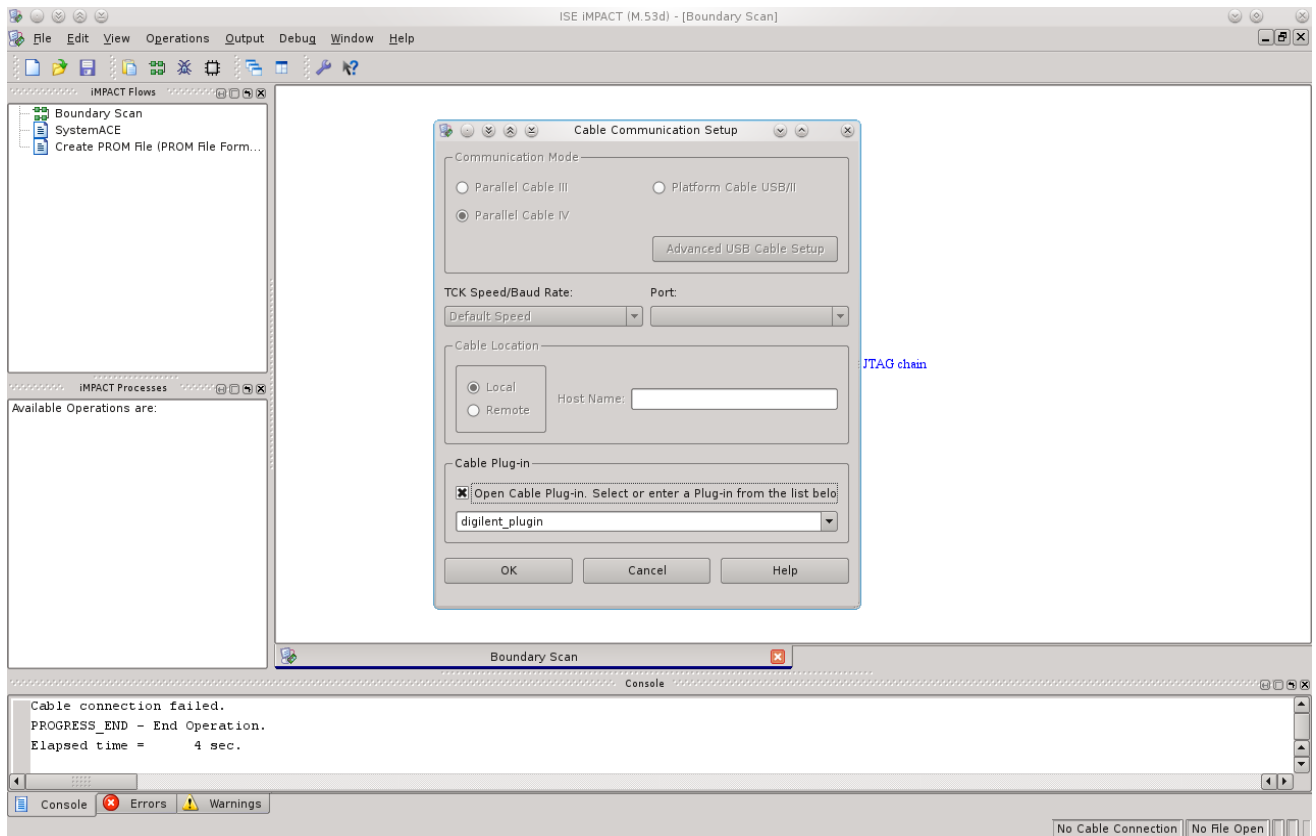 ISE iMPACT (M.53d) - [Boundary Scan]
File Edit View Operations Output Debug Window Help
iMPACT Flows
Boundary Scan
SystemACE
Create PROM File (PROM File Form...
iMPACT Processes
Available Operations are:
Cable Communication Setup
Communication Mode
Parallel Cable III
Platform Cable USB/II
Parallel Cable IV
Advanced USB Cable Setup
TCK Speed/Baud Rate: Port:
Default Speed
Cable Location
Local
Remote
Host Name:
Cable Plug-in
Open Cable Plug-in. Select or enter a Plug-in from the list belo
digilent_plugin
OK Cancel Help
JTAG chain
Boundary Scan
Console
Cable connection failed.
PROGRESS_END - End Operation.
Elapsed time = 4 sec.
Console Errors Warnings
No Cable Connection No File Open